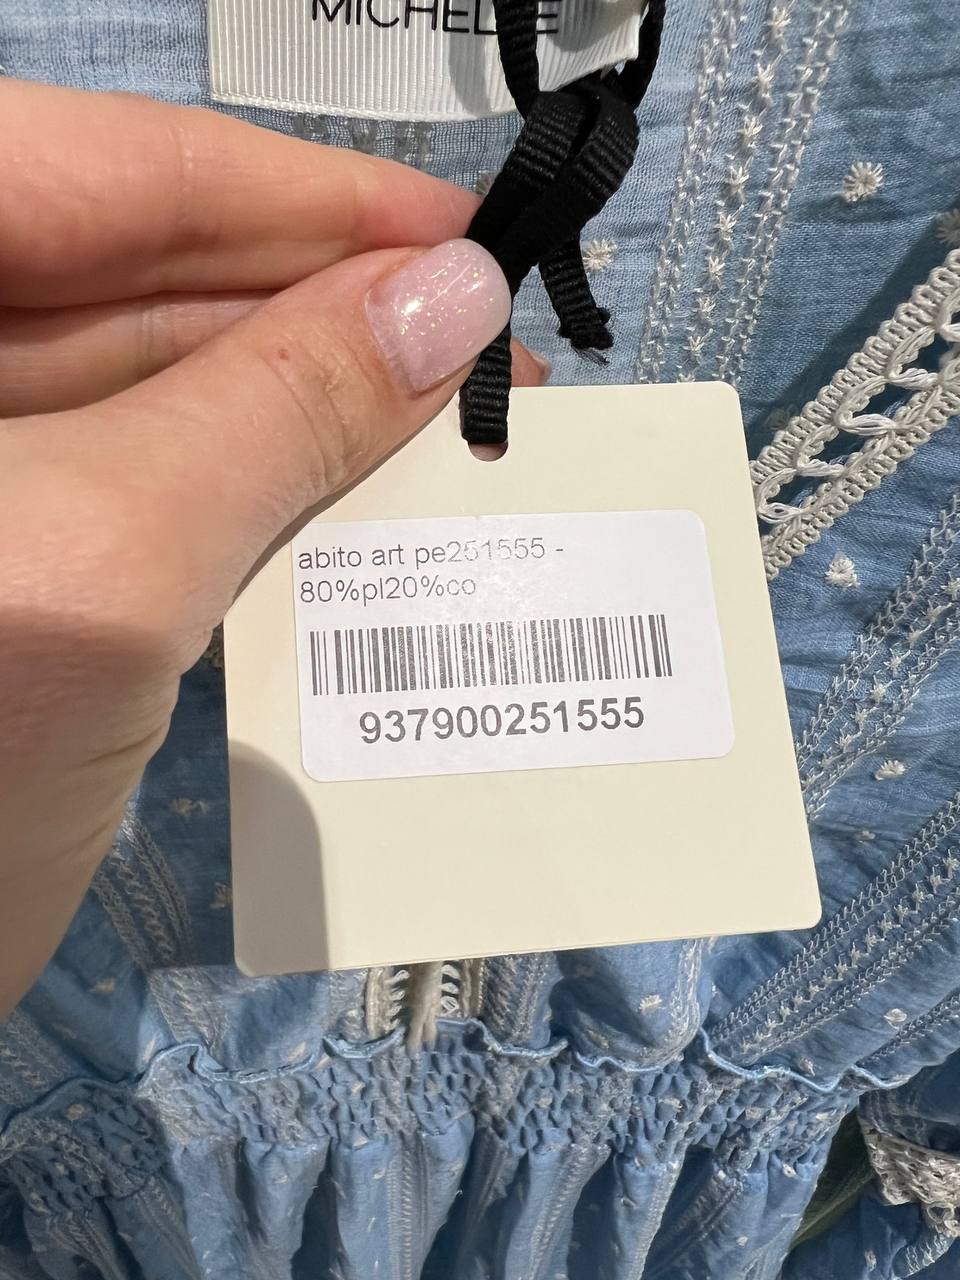 MICHELLE
abito art pe251555 -
80%pl20%co
937900251555